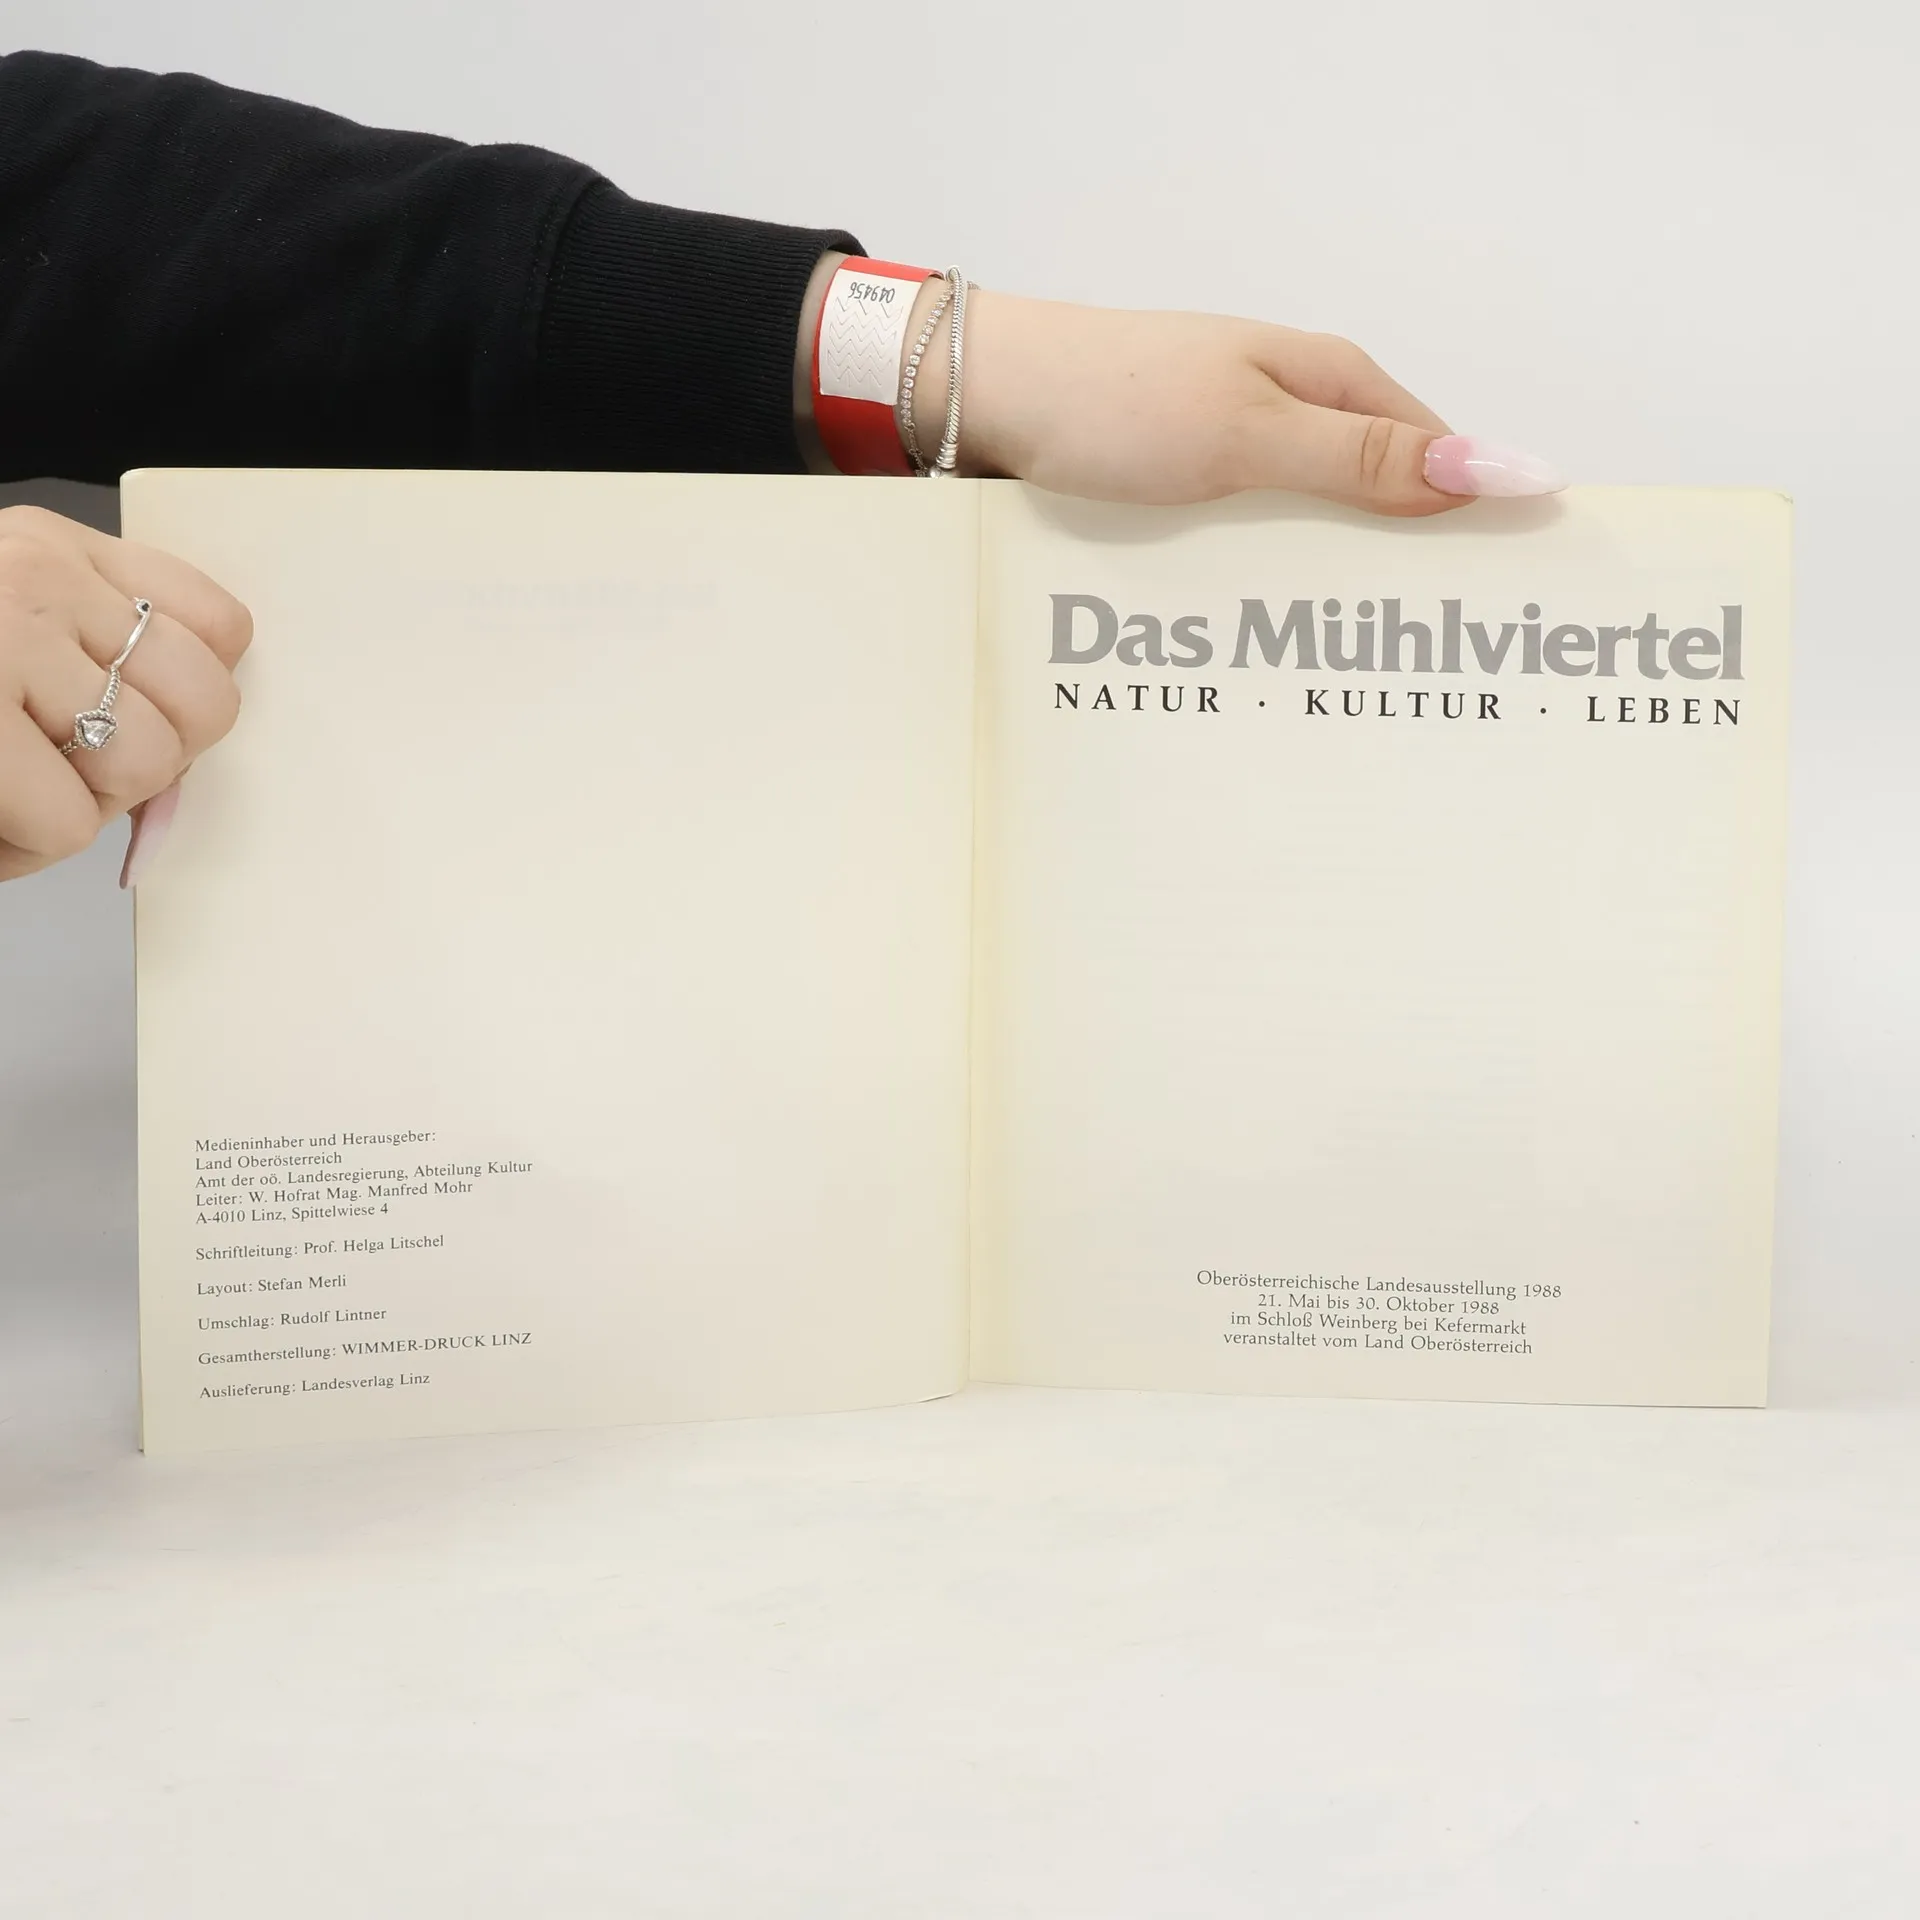 049456
Medieninhaber und Herausgeber:
Land Oberösterreich
Amt der oö. Landesregierung, Abteilung Kultur
Leiter: W. Hofrat Mag. Manfred Mohr
A-4010 Linz, Spittelwiese 4
Schriftleitung: Prof. Helga Litschel
Layout: Stefan Merli
Umschlag: Rudolf Lintner
Gesamtherstellung: WIMMER-DRUCK LINZ
Auslieferung: Landesverlag Linz
Das Mühlviertel
NATUR · KULTUR · LEBEN
Oberösterreichische Landesausstellung 1988
21. Mai bis 30. Oktober 1988
im Schloß Weinberg bei Kefermarkt
veranstaltet vom Land Oberösterreich